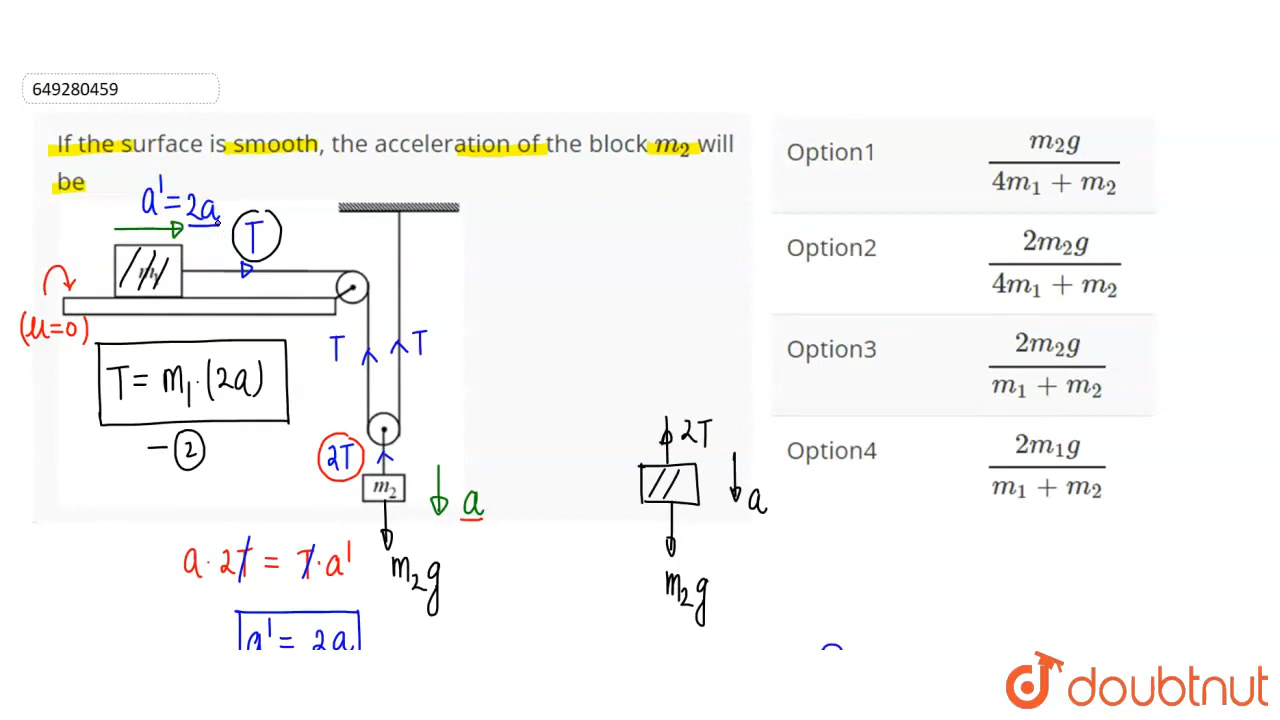 649280459
If the surface is smooth, the acceleration of the block m₂ will
be
a' = 2a
T
m₁
(μ=0)
T
T
T = m₁·(2a)
- ②
2T
m₂
a
m₂g
a · 2T = T · a'
a' = 2a
2T
a
m₂g
Option1 m₂g / 4m₁ + m₂
Option2 2m₂g / 4m₁ + m₂
Option3 2m₂g / m₁ + m₂
Option4 2m₁g / m₁ + m₂
doubtnut